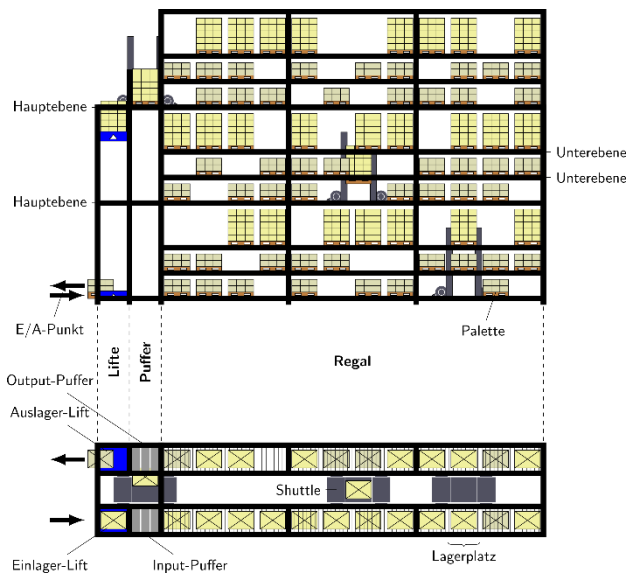 Hauptebene
Unterebene
Unterebene
Hauptebene
E/A-Punkt
Palette
Lifte
Puffer
Regal
Output-Puffer
Auslager-Lift
Shuttle
Einlager-Lift
Input-Puffer
Lagerplatz